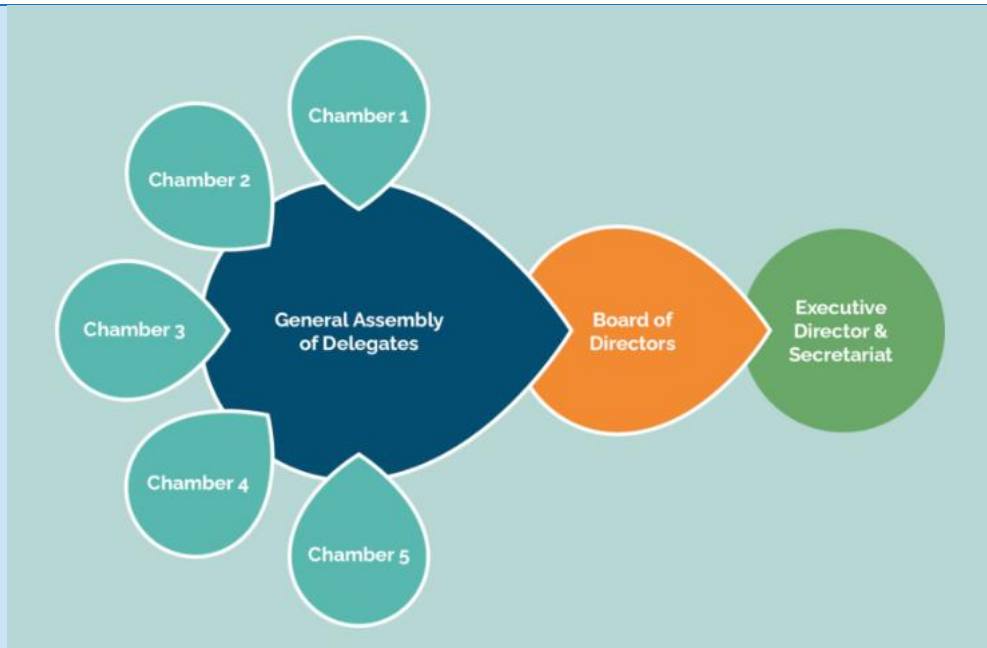 Chamber 1
Chamber 2
Chamber 3
General Assembly
of Delegates
Board of
Directors
Executive
Director &
Secretariat
Chamber 4
Chamber 5